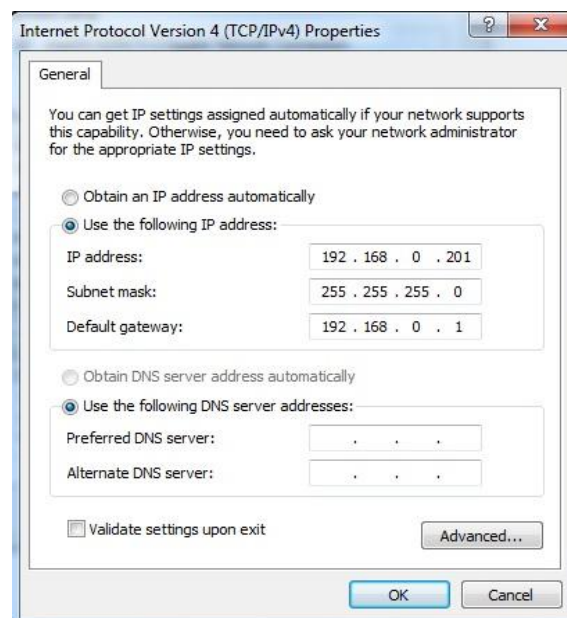 Internet Protocol Version 4 (TCP/IPv4) Properties
General
You can get IP settings assigned automatically if your network supports
this capability. Otherwise, you need to ask your network administrator
for the appropriate IP settings.
Obtain an IP address automatically
Use the following IP address:
IP address: 192 . 168 . 0 . 201
Subnet mask: 255 . 255 . 255 . 0
Default gateway: 192 . 168 . 0 . 1
Obtain DNS server address automatically
Use the following DNS server addresses:
Preferred DNS server: . . .
Alternate DNS server: . . .
Validate settings upon exit
Advanced...
OK Cancel